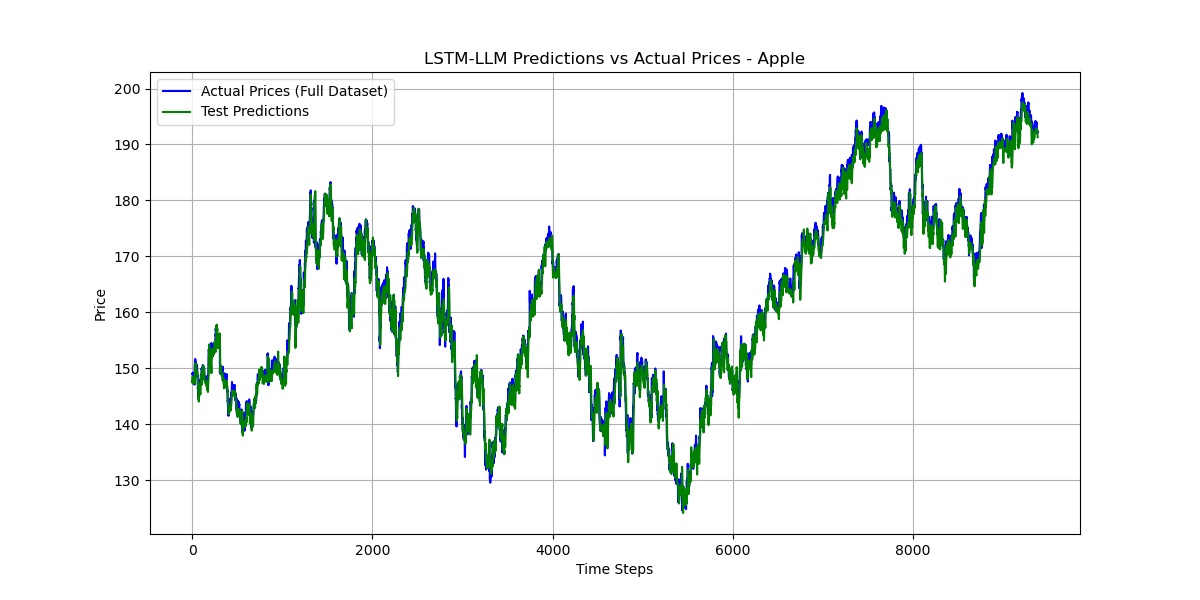 LSTM-LLM Predictions vs Actual Prices - Apple
Actual Prices (Full Dataset)
Test Predictions
200
190
180
170
160
150
140
130
Price
0 2000 4000 6000 8000
Time Steps